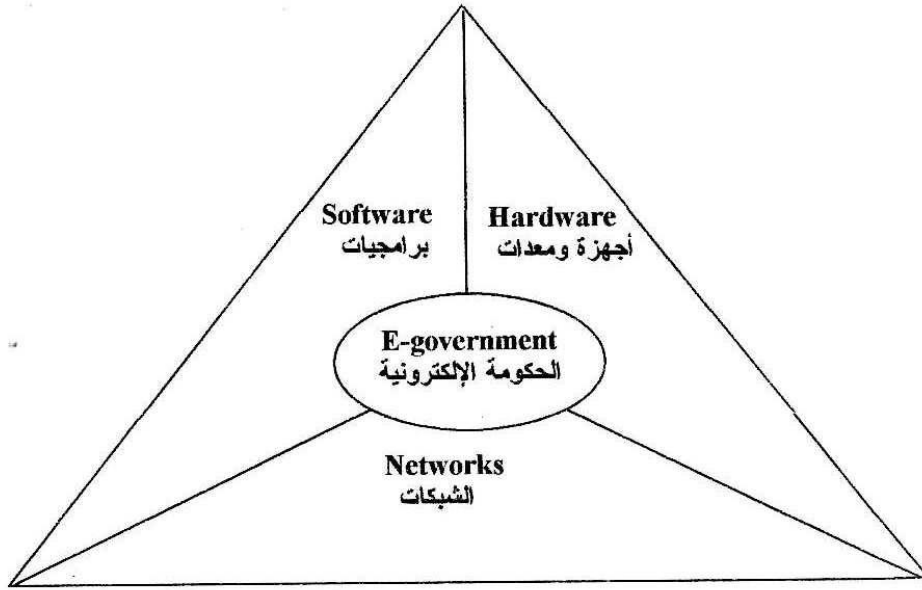 Software
برامجيات
Hardware
أجهزة ومعدات
E-government
الحكومة الإلكترونية
Networks
الشبكات